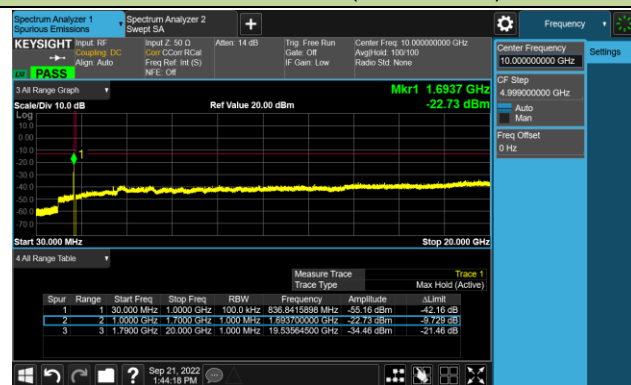 Spectrum Analyzer 1
Spurious Emissions
Spectrum Analyzer 2
Swept SA
Frequency
KEYSIGHT
Input: RF
Coupling: DC
Align: Auto
Input Z: 50 Ω
Corr CCorr RCal
Freq Ref: Int (S)
NFE: Off
Atten: 14 dB
Trig: Free Run
Gate: Off
IF Gain: Low
Center Freq: 10.000000000 GHz
Avg|Hold: 100/100
Radio Std: None
PASS
Center Frequency
10.000000000 GHz
Settings
CF Step
4.999000000 GHz
Auto
Man
Freq Offset
0 Hz
3 All Range Graph
Mkr1 1.6937 GHz
-22.73 dBm
Scale/Div 10.0 dB
Ref Value 20.00 dBm
Log
10.0
0.00
-10.0
-20.0
-30.0
-40.0
-50.0
-60.0
-70.0
1
Start 30.000 MHz
Stop 20.000 GHz
4 All Range Table
Measure Trace Trace 1
Trace Type Max Hold (Active)
Spur Range Start Freq Stop Freq RBW Frequency Amplitude ΔLimit
1 1 30.000 MHz 1.0000 GHz 100.0 kHz 836.8415898 MHz -55.16 dBm -42.16 dB
2 2 1.0000 GHz 1.7000 GHz 1.000 MHz 1.693700000 GHz -22.73 dBm -9.729 dB
3 3 1.7900 GHz 20.000 GHz 1.000 MHz 19.53564500 GHz -34.46 dBm -21.46 dB
Sep 21, 2022
1:44:18 PM